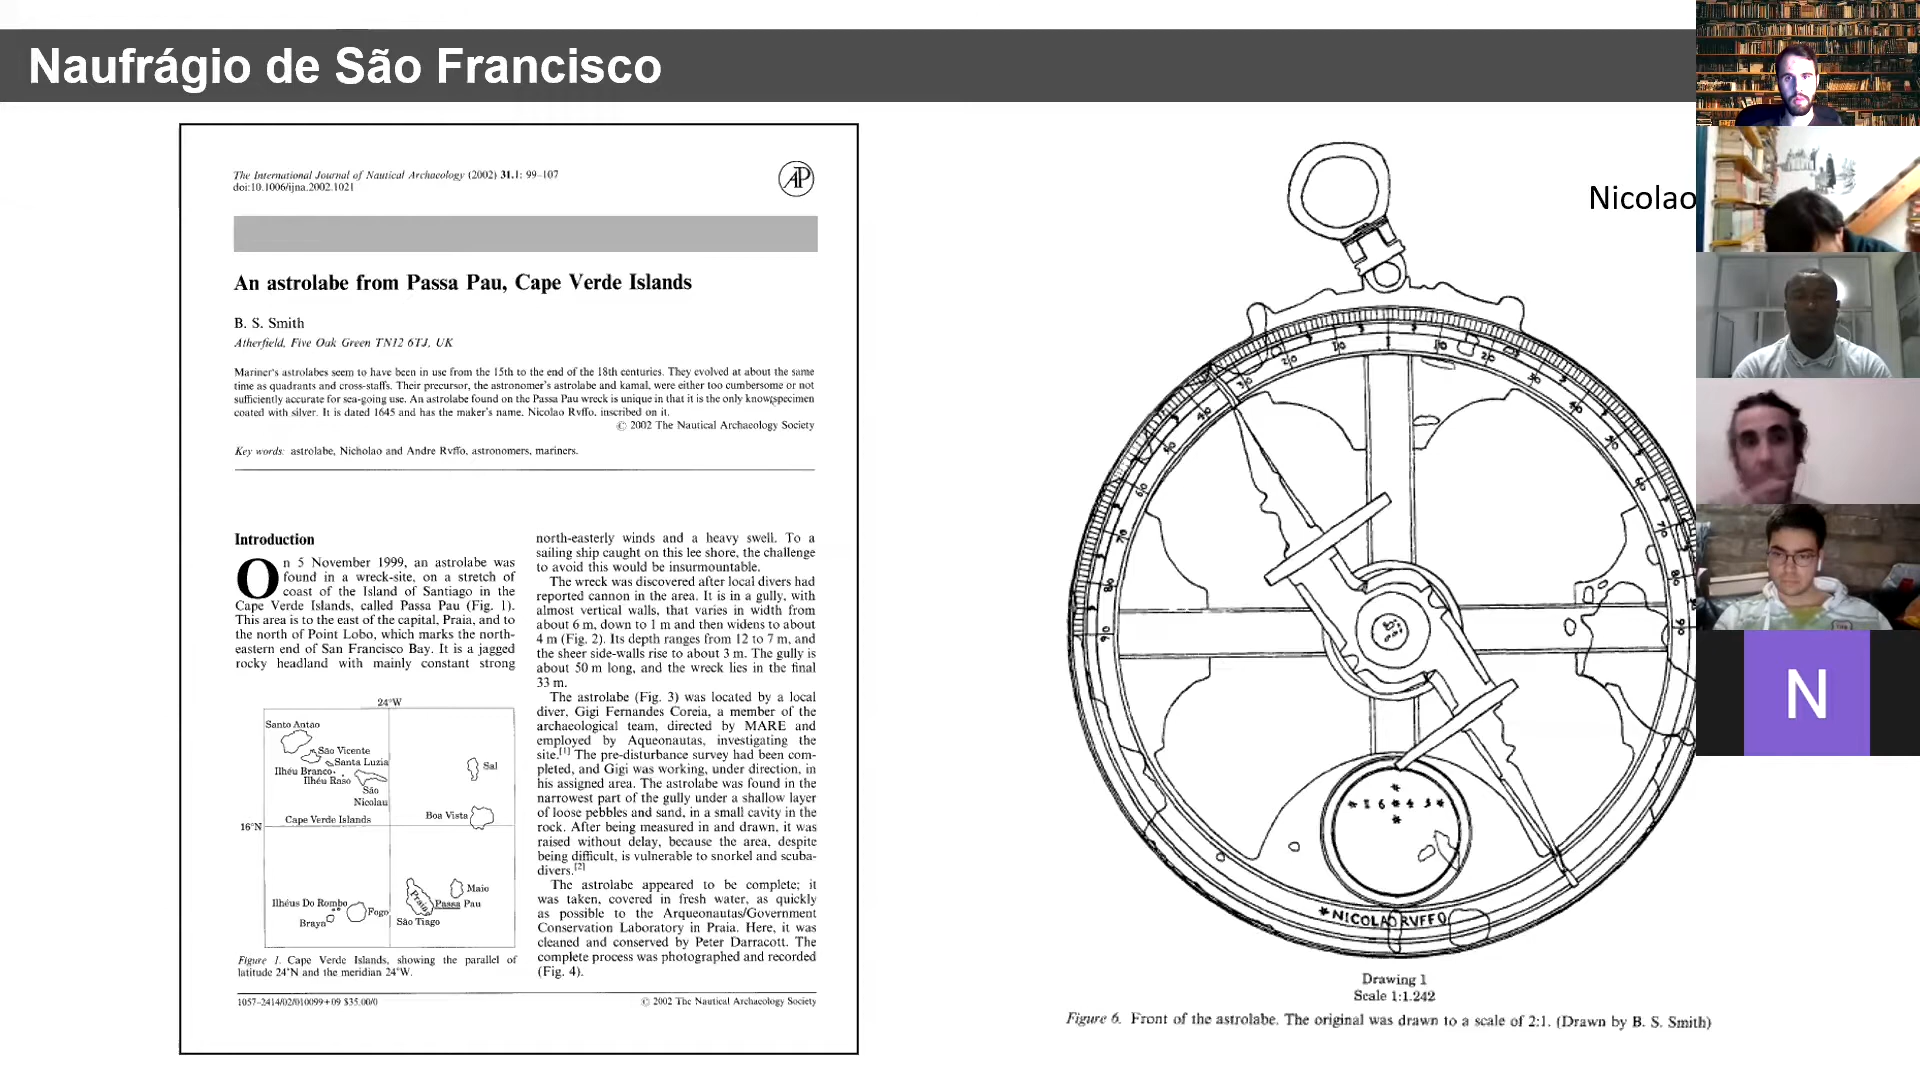 Naufrágio de São Francisco
The International Journal of Nautical Archaeology (2002) 31.1: 99–107
doi:10.1006/ijna.2002.1021
AP
An astrolabe from Passa Pau, Cape Verde Islands
B. S. Smith
Atherfield, Five Oak Green TN12 6TJ, UK
Mariner's astrolabes seem to have been in use from the 15th to the end of the 18th centuries. They evolved at about the same
time as quadrants and cross-staffs. Their precursor, the astronomer's astrolabe and kamal, were either too cumbersome or not
sufficiently accurate for sea-going use. An astrolabe found on the Passa Pau wreck is unique in that it is the only known specimen
coated with silver. It is dated 1645 and has the maker's name, Nicolao Rvffo, inscribed on it.
© 2002 The Nautical Archaeology Society
Key words: astrolabe, Nicholao and Andre Rvffo, astronomers, mariners.
Introduction
On 5 November 1999, an astrolabe was
found in a wreck-site, on a stretch of
coast of the Island of Santiago in the
Cape Verde Islands, called Passa Pau (Fig. 1).
This area is to the east of the capital, Praia, and to
the north of Point Lobo, which marks the north-
eastern end of San Francisco Bay. It is a jagged
rocky headland with mainly constant strong
24°W
Santo Antao
São Vicente
Santa Luzia
Ilhéu Branco
Ilhéu Raso
São
Nicolau
Sal
Boa Vista
16°N
Cape Verde Islands
Maio
Praia
Passa Pau
Ilhéus Do Rombo
Fogo
Brava
São Tiago
Figure 1. Cape Verde Islands, showing the parallel of
latitude 24°N and the meridian 24°W.
1057–2414/02/010099+09 $35.00/0
north-easterly winds and a heavy swell. To a
sailing ship caught on this lee shore, the challenge
to avoid this would be insurmountable.
The wreck was discovered after local divers had
reported cannon in the area. It is in a gully, with
almost vertical walls, that varies in width from
about 6 m, down to 1 m and then widens to about
4 m (Fig. 2). Its depth ranges from 12 to 7 m, and
the sheer side-walls rise to about 3 m. The gully is
about 50 m long, and the wreck lies in the final
33 m.
The astrolabe (Fig. 3) was located by a local
diver, Gigi Fernandes Correia, a member of the
archaeological team, directed by MARE and
employed by Aqueonautas, investigating the
site.[1] The pre-disturbance survey had been com-
pleted, and Gigi was working, under direction, in
his assigned area. The astrolabe was found in the
narrowest part of the gully under a shallow layer
of loose pebbles and sand, in a small cavity in the
rock. After being measured in and drawn, it was
raised without delay, because the area, despite
being difficult, is vulnerable to snorkel and scuba-
divers.[2]
The astrolabe appeared to be complete; it
was taken, covered in fresh water, as quickly
as possible to the Arqueonautas/Government
Conservation Laboratory in Praia. Here, it was
cleaned and conserved by Peter Darracott. The
complete process was photographed and recorded
(Fig. 4).
© 2002 The Nautical Archaeology Society
Nicolao
* 1 6 * 4 5 *
*NICOLAO RVFFO
Drawing 1
Scale 1:1.242
Figure 6. Front of the astrolabe. The original was drawn to a scale of 2:1. (Drawn by B. S. Smith)
N